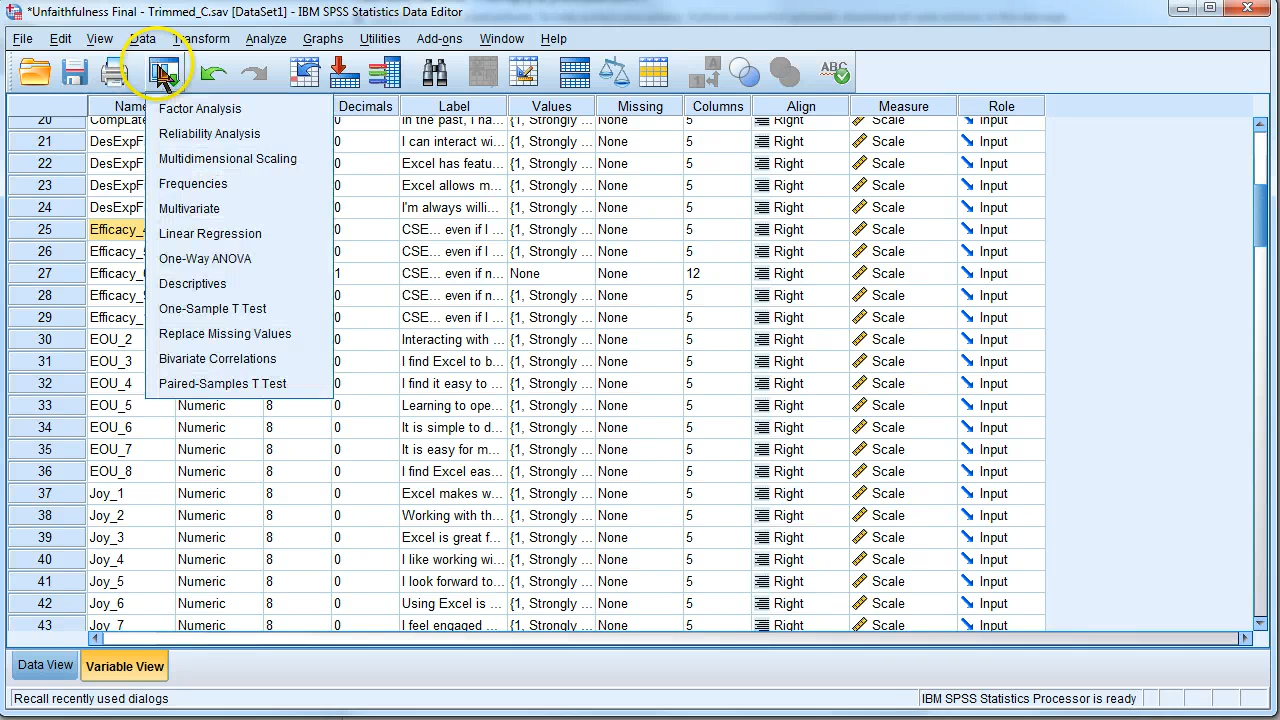 *Unfaithfulness Final - Trimmed_C.sav [DataSet1] - IBM SPSS Statistics Data Editor
File Edit View Data Transform Analyze Graphs Utilities Add-ons Window Help
ABC
Name Decimals Label Values Missing Columns Align Measure Role
20 CompLate 0 In the past, I ha... {1, Strongly ... None 5 Right Scale Input
21 DesExpF 0 I can interact wi... {1, Strongly ... None 5 Right Scale Input
22 DesExpF 0 Excel has featu... {1, Strongly ... None 5 Right Scale Input
23 DesExpF 0 Excel allows m... {1, Strongly ... None 5 Right Scale Input
24 DesExpF 0 I'm always willi... {1, Strongly ... None 5 Right Scale Input
25 Efficacy_4 0 CSE... even if I ... {1, Strongly ... None 5 Right Scale Input
26 Efficacy_5 0 CSE... even if I ... {1, Strongly ... None 5 Right Scale Input
27 Efficacy_6 1 CSE... even if n... None None 12 Right Scale Input
28 Efficacy_9 0 CSE... even if n... {1, Strongly ... None 5 Right Scale Input
29 Efficacy_1 0 CSE... even if n... {1, Strongly ... None 5 Right Scale Input
30 EOU_2 0 Interacting with ... {1, Strongly ... None 5 Right Scale Input
31 EOU_3 0 I find Excel to b... {1, Strongly ... None 5 Right Scale Input
32 EOU_4 0 I find it easy to ... {1, Strongly ... None 5 Right Scale Input
33 EOU_5 Numeric 8 0 Learning to ope... {1, Strongly ... None 5 Right Scale Input
34 EOU_6 Numeric 8 0 It is simple to d... {1, Strongly ... None 5 Right Scale Input
35 EOU_7 Numeric 8 0 It is easy for m... {1, Strongly ... None 5 Right Scale Input
36 EOU_8 Numeric 8 0 I find Excel eas... {1, Strongly ... None 5 Right Scale Input
37 Joy_1 Numeric 8 0 Excel makes w... {1, Strongly ... None 5 Right Scale Input
38 Joy_2 Numeric 8 0 Working with th... {1, Strongly ... None 5 Right Scale Input
39 Joy_3 Numeric 8 0 Excel is great f... {1, Strongly ... None 5 Right Scale Input
40 Joy_4 Numeric 8 0 I like working wi... {1, Strongly ... None 5 Right Scale Input
41 Joy_5 Numeric 8 0 I look forward to... {1, Strongly ... None 5 Right Scale Input
42 Joy_6 Numeric 8 0 Using Excel is ... {1, Strongly ... None 5 Right Scale Input
43 Joy_7 Numeric 8 0 I feel engaged ... {1, Strongly ... None 5 Right Scale Input
Factor Analysis
Reliability Analysis
Multidimensional Scaling
Frequencies
Multivariate
Linear Regression
One-Way ANOVA
Descriptives
One-Sample T Test
Replace Missing Values
Bivariate Correlations
Paired-Samples T Test
Data View Variable View
Recall recently used dialogs IBM SPSS Statistics Processor is ready